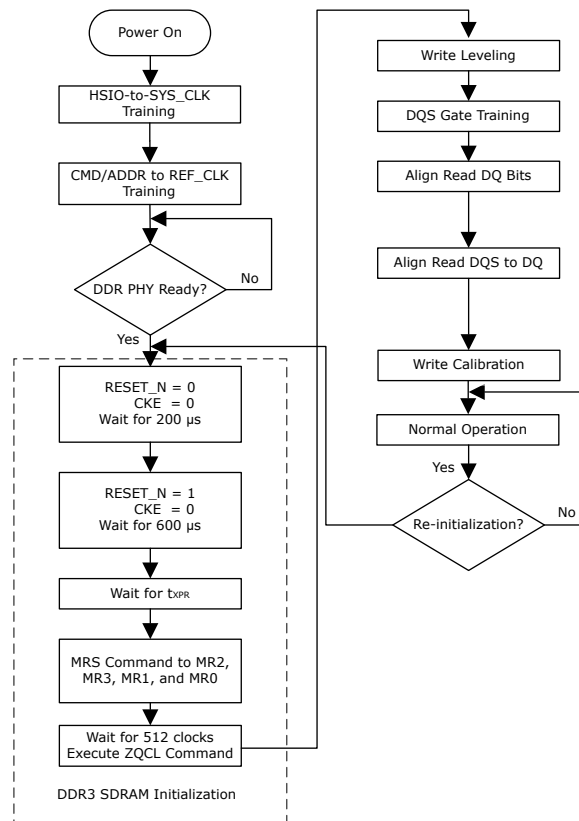 Power On
HSIO-to-SYS_CLK
Training
CMD/ADDR to REF_CLK
Training
DDR PHY Ready?
No
Yes
RESET_N = 0
CKE = 0
Wait for 200 µs
RESET_N = 1
CKE = 0
Wait for 600 µs
Wait for tXPR
MRS Command to MR2,
MR3, MR1, and MR0
Wait for 512 clocks
Execute ZQCL Command
DDR3 SDRAM Initialization
Write Leveling
DQS Gate Training
Align Read DQ Bits
Align Read DQS to DQ
Write Calibration
Normal Operation
Yes
Re-initialization?
No